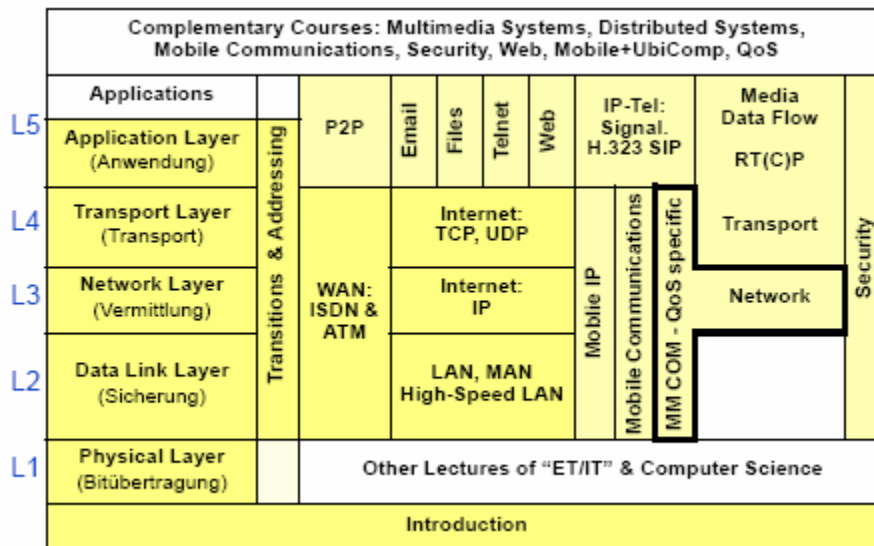 Complementary Courses: Multimedia Systems, Distributed Systems,
Mobile Communications, Security, Web, Mobile+UbiComp, QoS
Applications
L5
Application Layer
(Anwendung)
P2P
Email
Files
Telnet
Web
IP-Tel:
Signal.
H.323 SIP
Media
Data Flow
RT(C)P
L4
Transport Layer
(Transport)
Transitions & Addressing
Internet:
TCP, UDP
Transport
L3
Network Layer
(Vermittlung)
WAN:
ISDN &
ATM
Internet:
IP
Moblie IP
Mobile Communications
MM COM - QoS specific
Network
Security
L2
Data Link Layer
(Sicherung)
LAN, MAN
High-Speed LAN
L1
Physical Layer
(Bitübertragung)
Other Lectures of "ET/IT" & Computer Science
Introduction